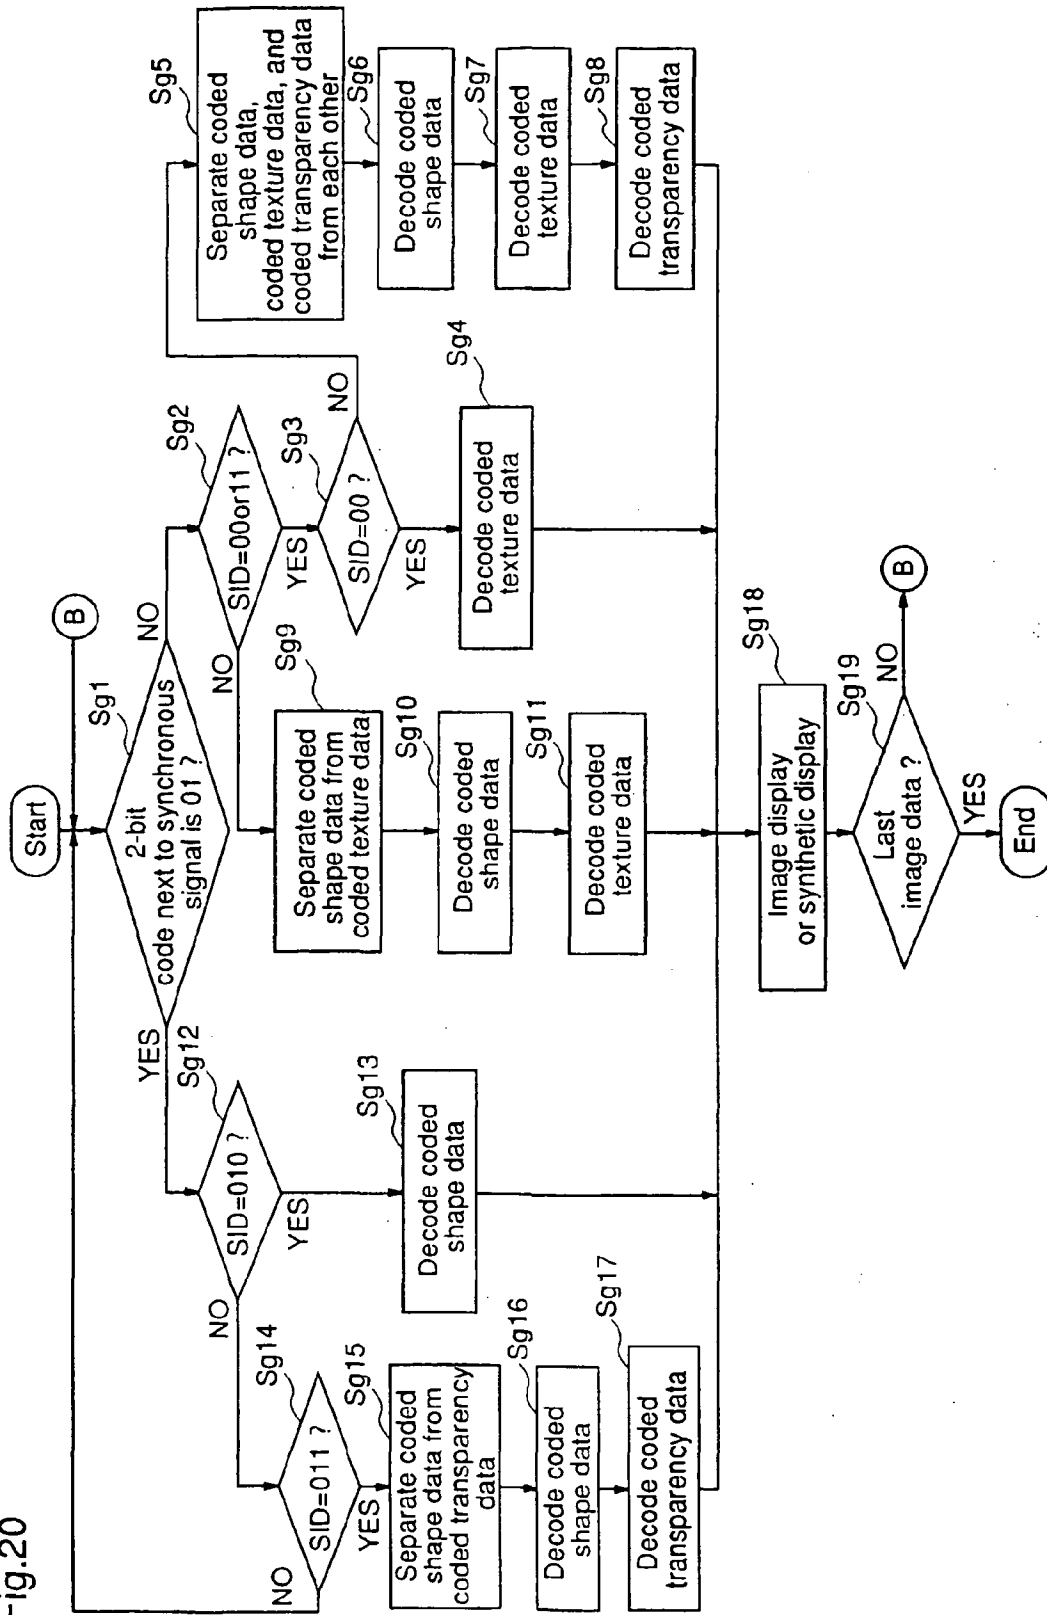 Fig.20
Start
B
Sg1
2-bit
code next to synchronous
signal is 01 ?
YES
NO
Sg12
SID=010 ?
NO
YES
Sg14
SID=011 ?
NO
YES
Sg15
Separate coded
shape data from
coded transparency
data
Sg16
Decode coded
shape data
Sg17
Decode coded
transparency data
Sg13
Decode coded
shape data
Sg2
SID=00or11 ?
NO
YES
Sg9
Separate coded
shape data from
coded texture data
Sg10
Decode coded
shape data
Sg11
Decode coded
texture data
Sg3
SID=00 ?
NO
YES
Sg4
Decode coded
texture data
Sg5
Separate coded
shape data,
coded texture data, and
coded transparency data
from each other
Sg6
Decode coded
shape data
Sg7
Decode coded
texture data
Sg8
Decode coded
transparency data
Sg18
Image display
or synthetic display
Sg19
Last
image data ?
NO
B
YES
End